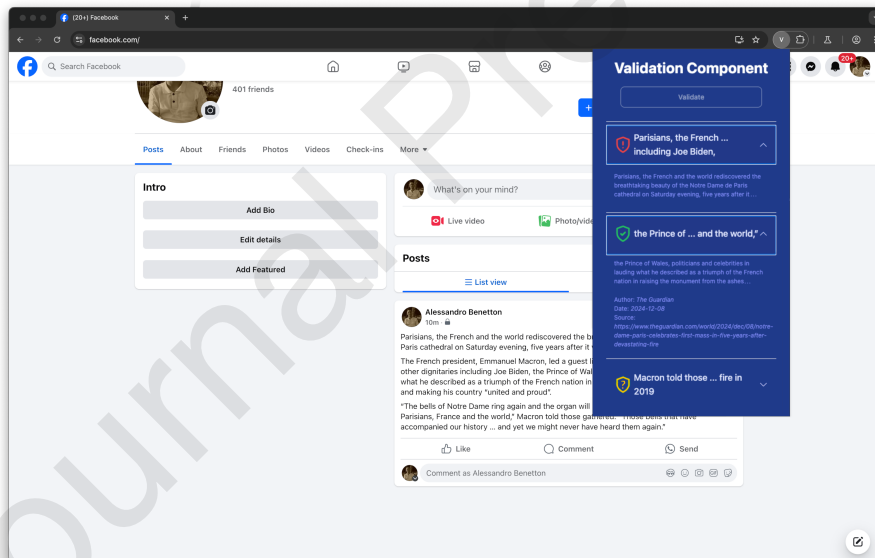 (20+) Facebook
facebook.com/
V
Search Facebook
20+
401 friends
Posts About Friends Photos Videos Check-ins More
Intro
Add Bio
Edit details
Add Featured
What's on your mind?
Live video Photo/vide
Posts
List view
Alessandro Benetton
10m ·
Parisians, the French and the world rediscovered the b
Paris cathedral on Saturday evening, five years after it
The French president, Emmanuel Macron, led a guest li
other dignitaries including Joe Biden, the Prince of Wal
what he described as a triumph of the French nation in
and making his country “united and proud”.
“The bells of Notre Dame ring again and the organ will
Parisians, France and the world,” Macron told those gathered. “Those bells that have
accompanied our history ... and yet we might never have heard them again.”
Like Comment Send
Comment as Alessandro Benetton
Validation Component
Validate
Parisians, the French ...
including Joe Biden,
Parisians, the French and the world rediscovered the
breathtaking beauty of the Notre Dame de Paris
cathedral on Saturday evening, five years after it ...
the Prince of ... and the world,”
the Prince of Wales, politicians and celebrities in
lauding what he described as a triumph of the French
nation in raising the monument from the ashes...
Author: The Guardian
Date: 2024-12-08
Source:
https://www.theguardian.com/world/2024/dec/08/notre-
dame-paris-celebrates-first-mass-in-five-years-after-
devastating-fire
Macron told those ... fire in
2019
ournal Pre